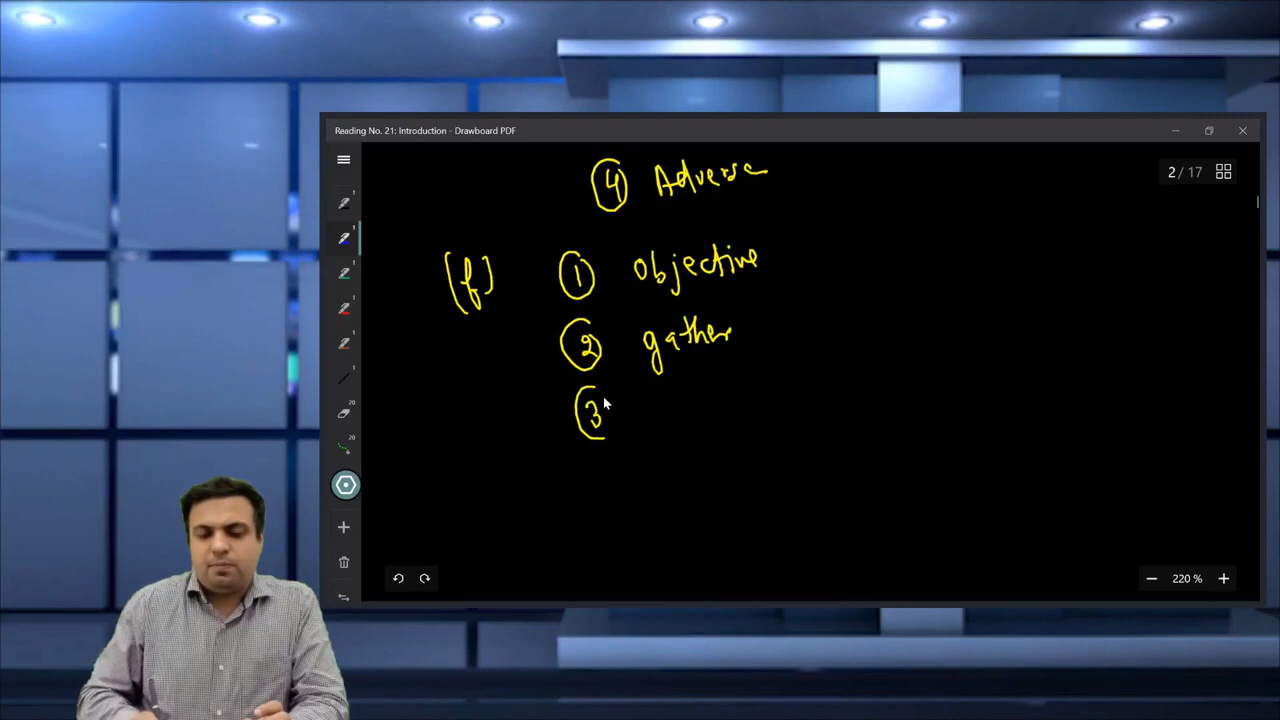 Reading No. 21: Introduction - Drawboard PDF
④ Adverse
2 / 17
(f) ① Objective
② gather
③
220 %